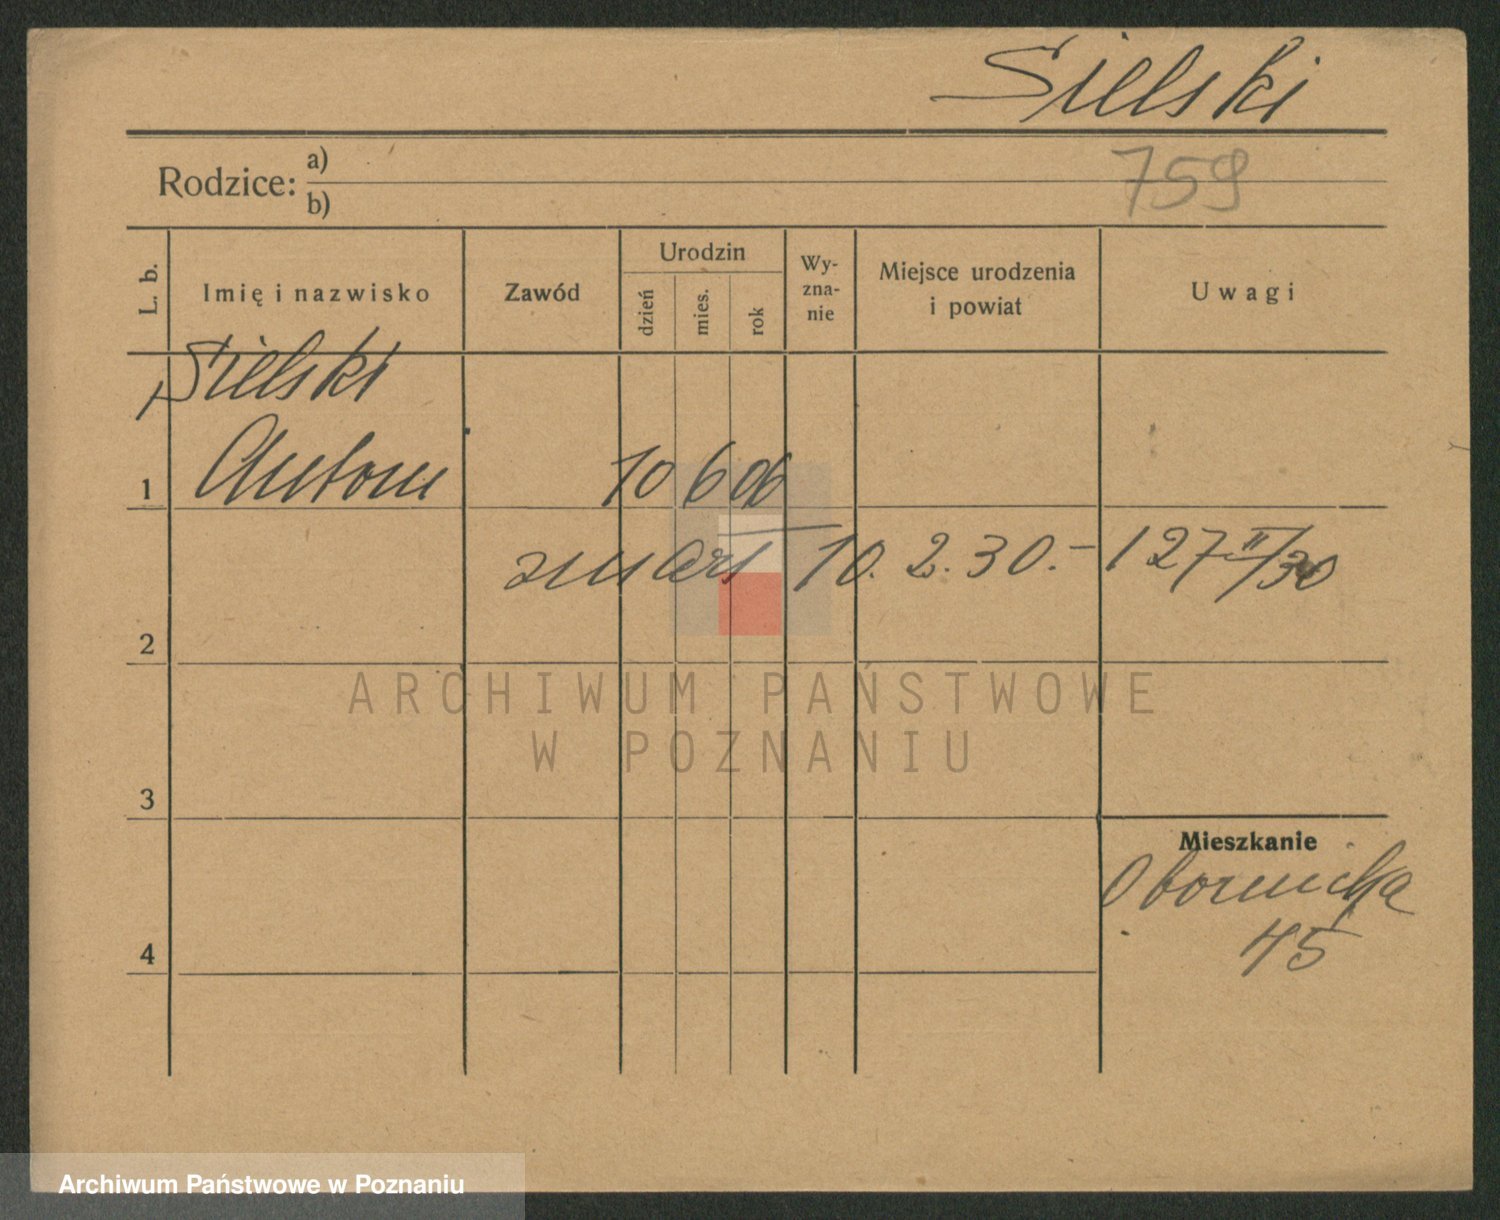 Sielski
759
Rodzice: a)
b)
L. b.
Imię i nazwisko
Zawód
Urodzin
dzień
mies.
rok
Wy-
zna-
nie
Miejsce urodzenia
i powiat
Uwagi
Sielski
1 Antoni 10 6 06
zmarł 10. 2. 30. – 127 II/30
2
3
4
Mieszkanie
Obornicka
45
ARCHIWUM PAŃSTWOWE
W POZNANIU
Archiwum Państwowe w Poznaniu